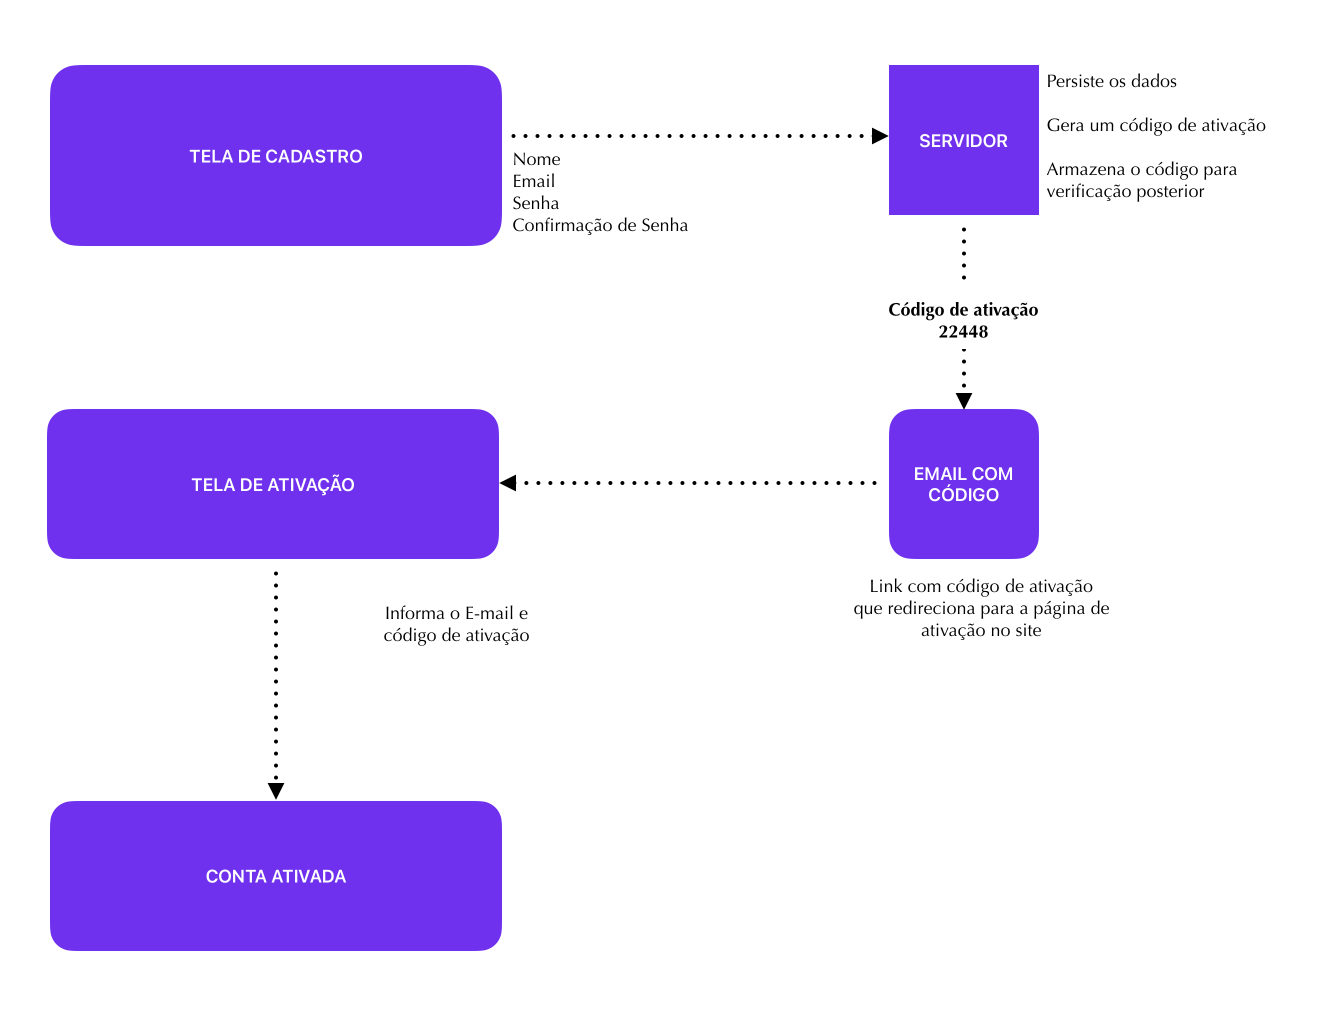 TELA DE CADASTRO
Nome
Email
Senha
Confirmação de Senha
SERVIDOR
Persiste os dados
Gera um código de ativação
Armazena o código para
verificação posterior
Código de ativação
22448
EMAIL COM
CÓDIGO
Link com código de ativação
que redireciona para a página de
ativação no site
TELA DE ATIVAÇÃO
Informa o E-mail e
código de ativação
CONTA ATIVADA